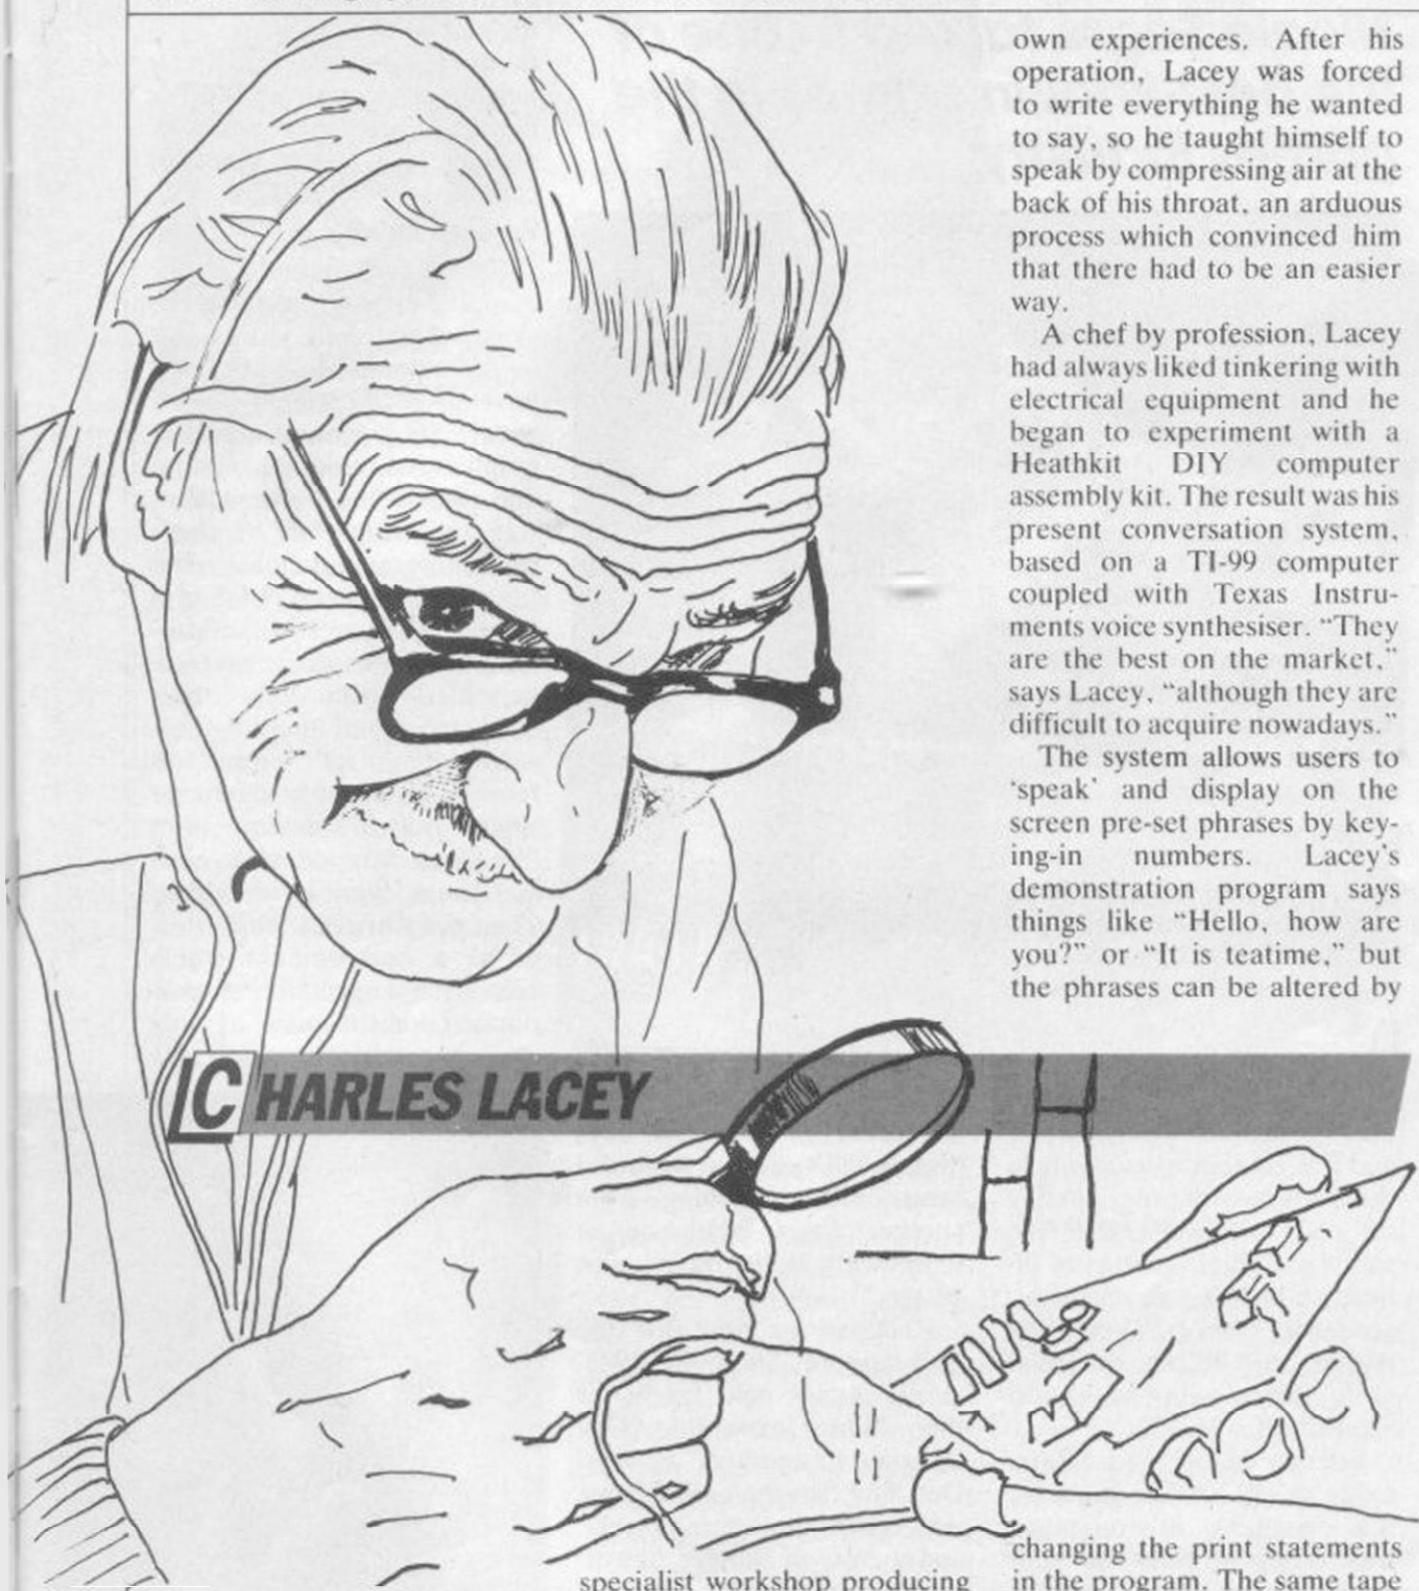 own experiences. After his
operation, Lacey was forced
to write everything he wanted
to say, so he taught himself to
speak by compressing air at the
back of his throat, an arduous
process which convinced him
that there had to be an easier
way.
A chef by profession, Lacey
had always liked tinkering with
electrical equipment and he
began to experiment with a
Heathkit DIY computer
assembly kit. The result was his
present conversation system,
based on a TI-99 computer
coupled with Texas Instru-
ments voice synthesiser. “They
are the best on the market,”
says Lacey, “although they are
difficult to acquire nowadays.”
The system allows users to
‘speak’ and display on the
screen pre-set phrases by key-
ing-in numbers. Lacey’s
demonstration program says
things like “Hello, how are
you?” or “It is teatime,” but
the phrases can be altered by
CHARLES LACEY
changing the print statements
in the program. The same tape
specialist workshop producing